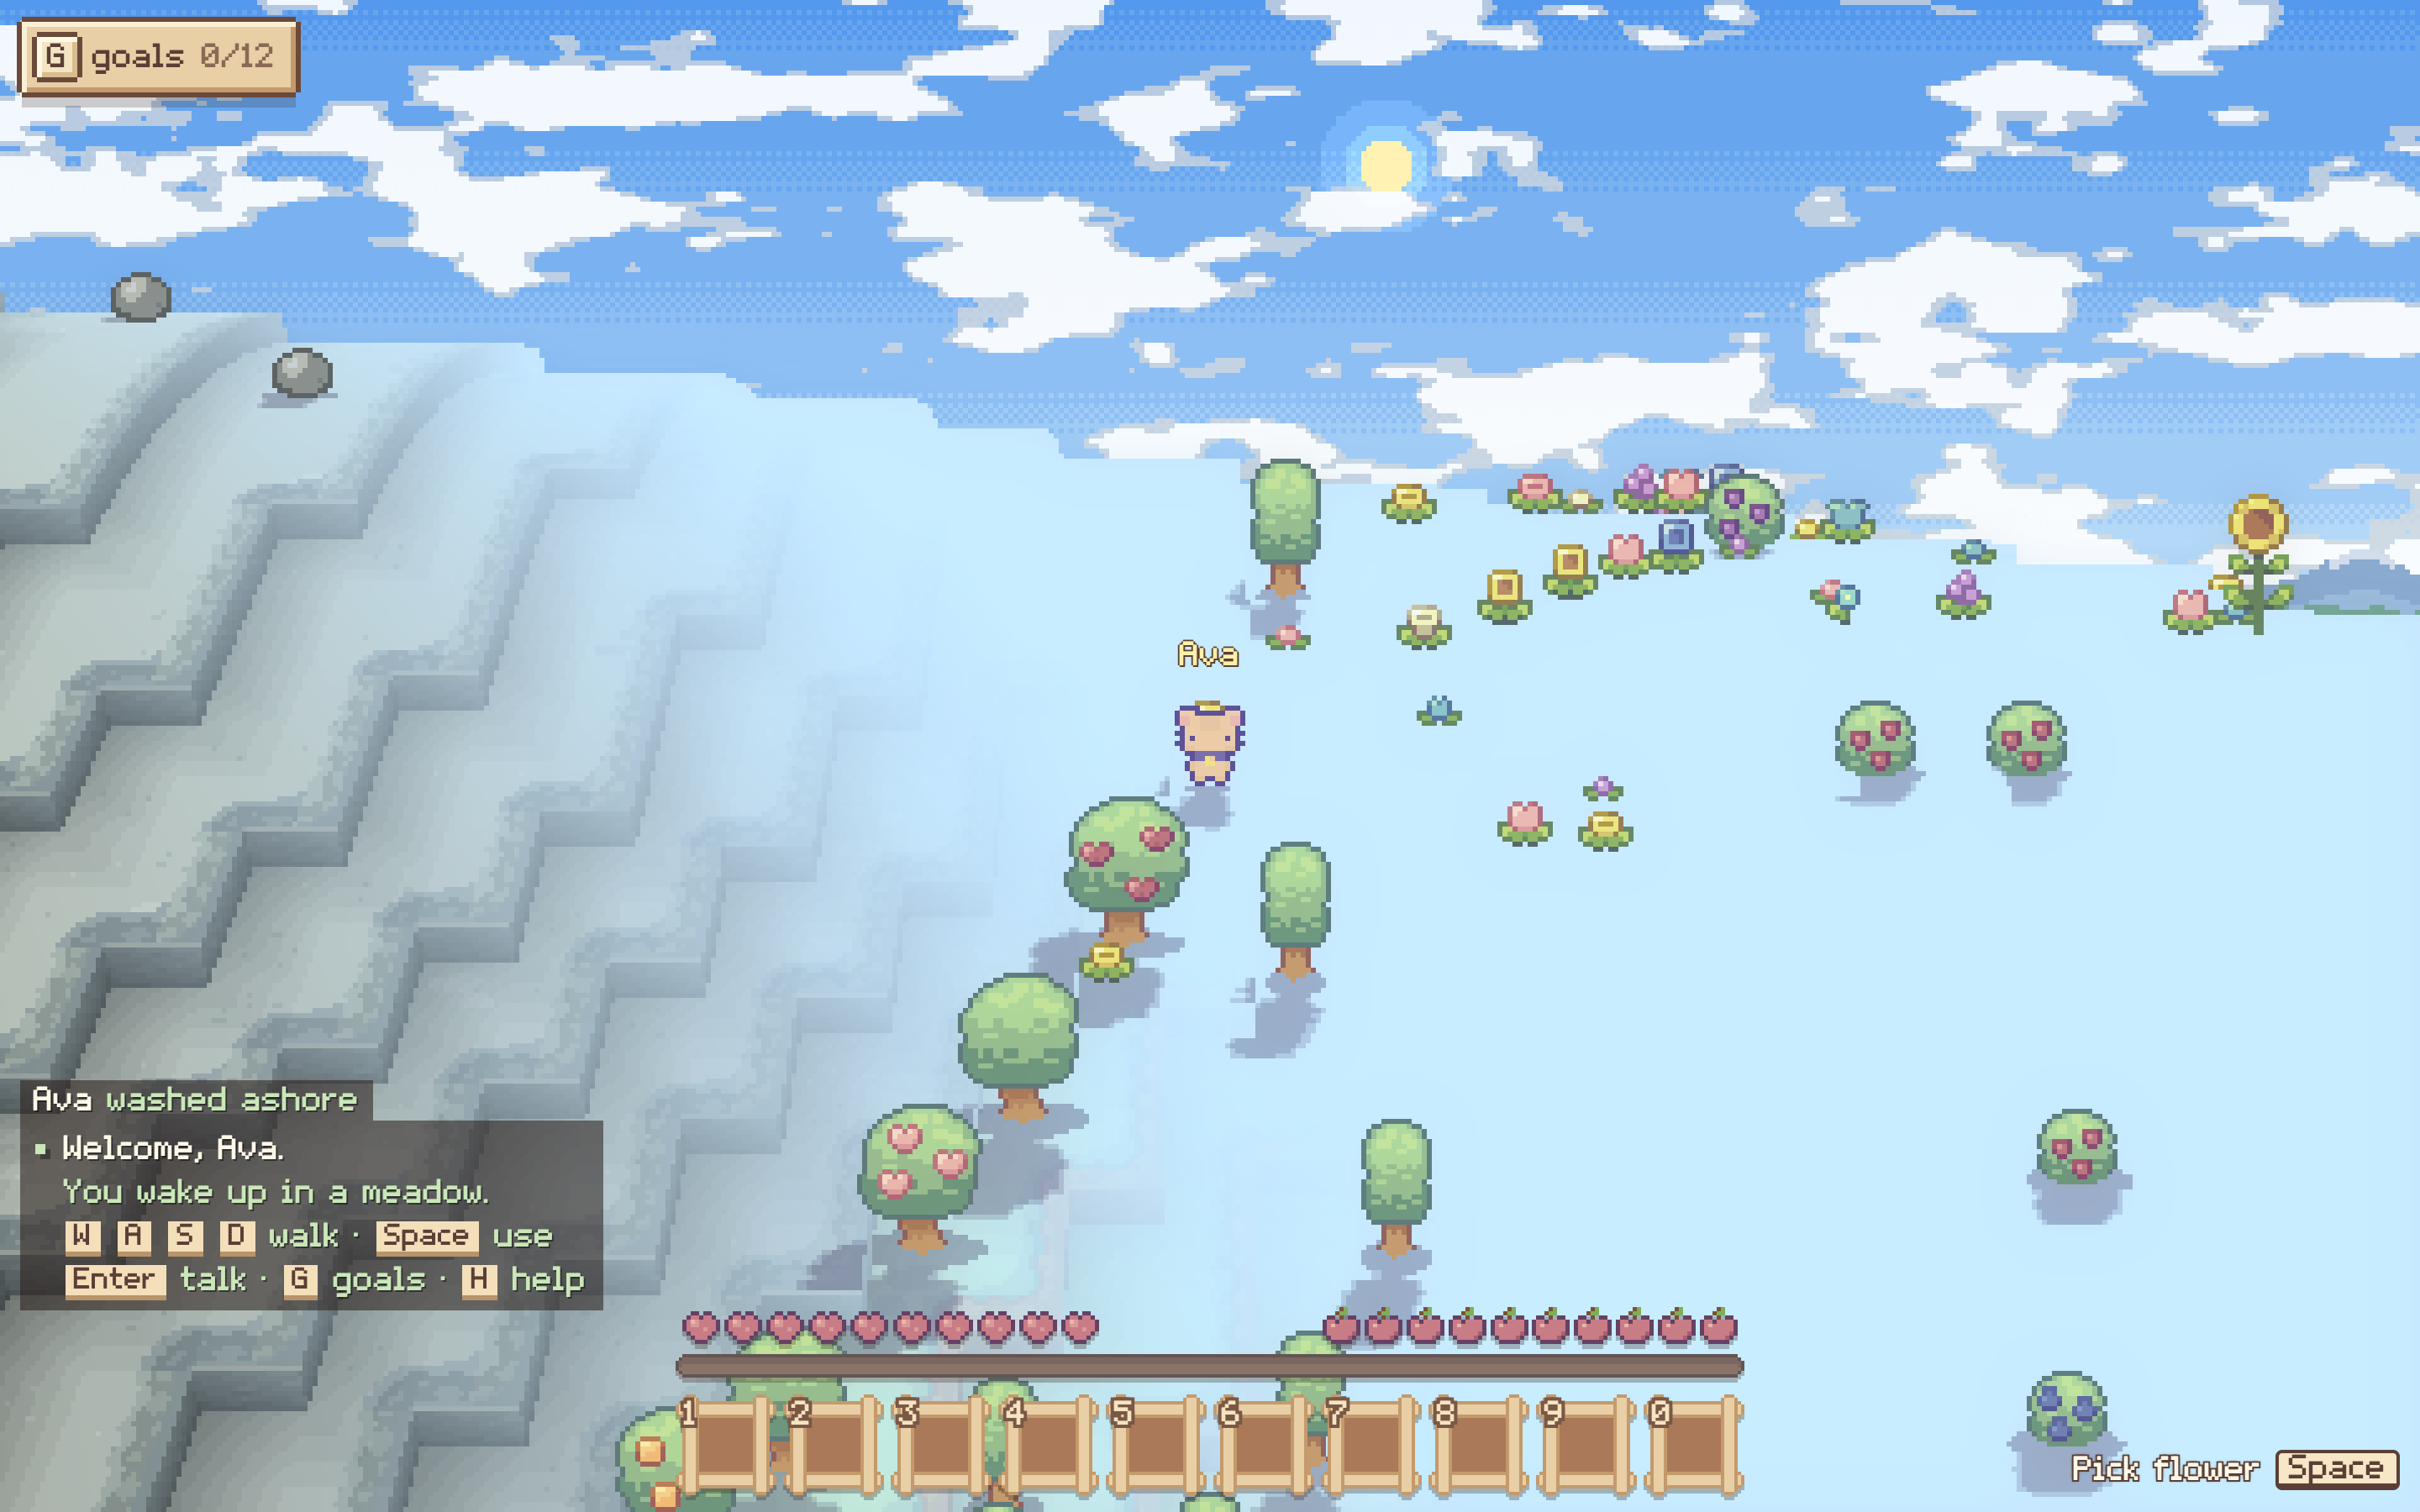 G goals 0/12
Ava
Ava washed ashore
Welcome, Ava.
You wake up in a meadow.
W A S D walk · Space use
Enter talk · G goals · H help
1 2 3 4 5 6 7 8 9 0
Pick flower Space